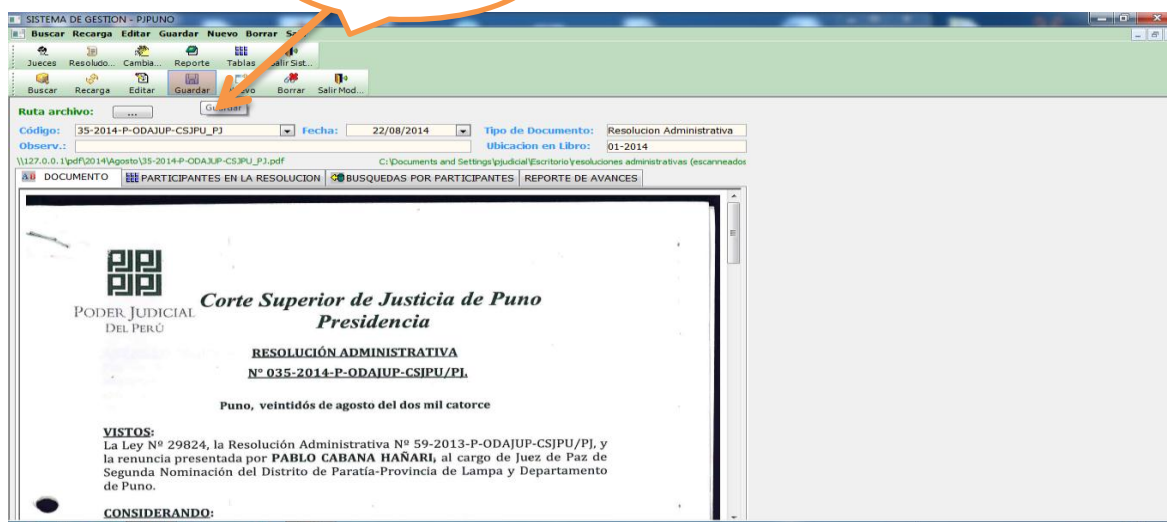 SISTEMA DE GESTION - PJPUNO
Buscar Recarga Editar Guardar Nuevo Borrar
Jueces Resoludo... Cambia... Reporte Tablas Salir Sist...
Buscar Recarga Editar Guardar Borrar Salir Mod...
Ruta archivo: ... Guardar
Código: 35-2014-P-ODAJUP-CSJPU_PJ Fecha: 22/08/2014 Tipo de Documento: Resolucion Administrativa
Observ.: Ubicacion en Libro: 01-2014
\\127.0.0.1\pdf\2014\Agosto\35-2014-P-ODAJUP-CSJPU_PJ.pdf C:\Documents and Settings\pjudicial\Escritorio\resoluciones administrativas (escanneados
DOCUMENTO PARTICIPANTES EN LA RESOLUCION BUSQUEDAS POR PARTICIPANTES REPORTE DE AVANCES
PODER JUDICIAL
DEL PERÚ
Corte Superior de Justicia de Puno
Presidencia
RESOLUCIÓN ADMINISTRATIVA
Nº 035-2014-P-ODAJUP-CSJPU/PJ.
Puno, veintidós de agosto del dos mil catorce
VISTOS:
La Ley Nº 29824, la Resolución Administrativa Nº 59-2013-P-ODAJUP-CSJPU/PJ, y
la renuncia presentada por PABLO CABANA HAÑARI, al cargo de Juez de Paz de
Segunda Nominación del Distrito de Paratía-Provincia de Lampa y Departamento
de Puno.
CONSIDERANDO: